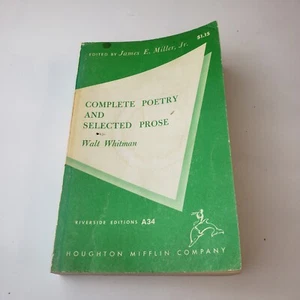 $1.15
EDITED BY James E. Miller, Jr.
COMPLETE POETRY
AND
SELECTED PROSE
Walt Whitman
RIVERSIDE EDITIONS A34
HOUGHTON MIFFLIN COMPANY